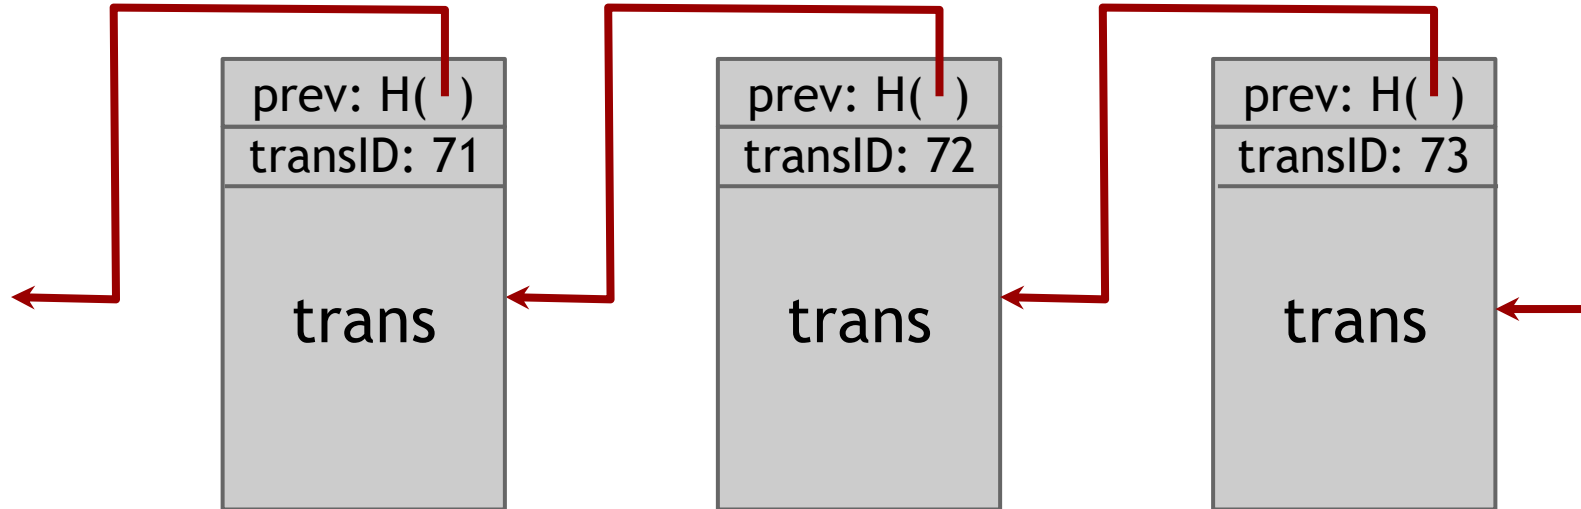 prev: H( )
transID: 71
trans
prev: H( )
transID: 72
trans
prev: H( )
transID: 73
trans